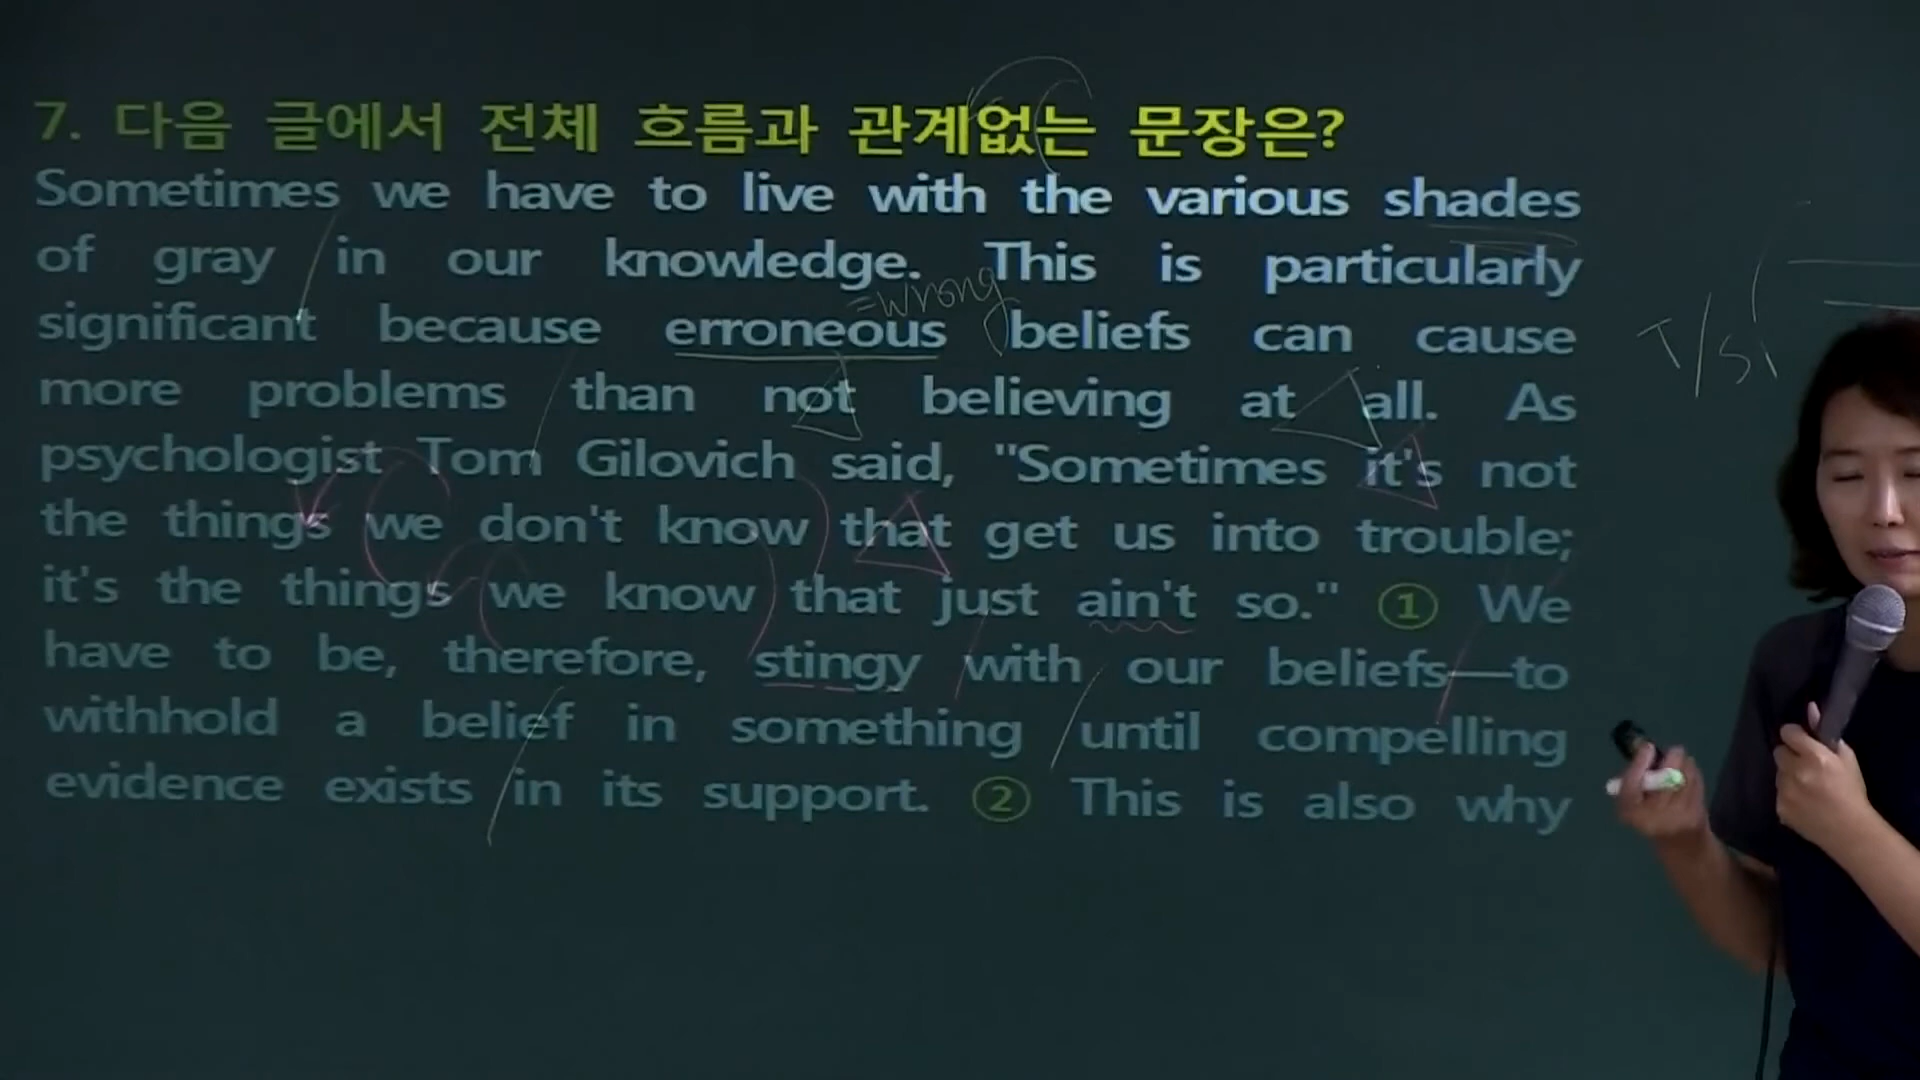 7. 다음 글에서 전체 흐름과 관계없는 문장은?
Sometimes we have to live with the various shades
of gray in our knowledge. This is particularly
=wrong
significant because erroneous beliefs can cause
more problems than not believing at all. As
psychologist Tom Gilovich said, "Sometimes it's not
the things we don't know that get us into trouble;
it's the things we know that just ain't so." ① We
have to be, therefore, stingy with our beliefs—to
withhold a belief in something until compelling
evidence exists in its support. ② This is also why
T/S